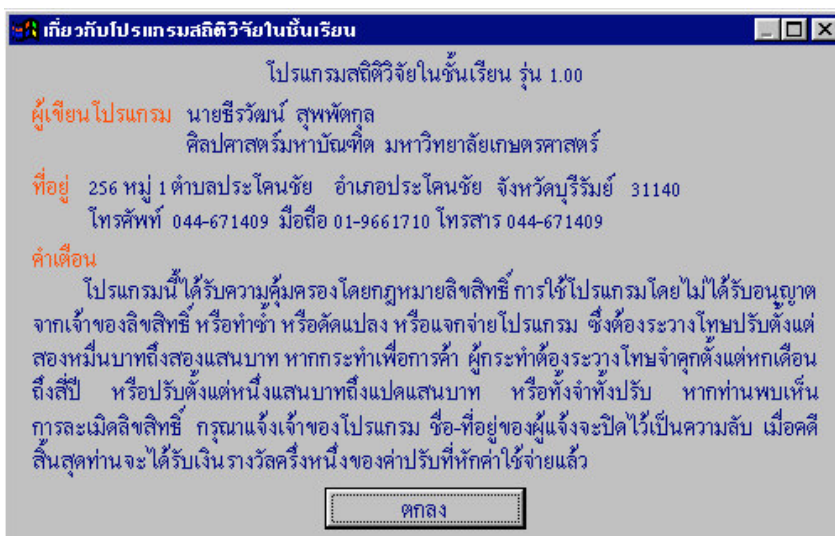 เกี่ยวกับโปรแกรมสถิติวิจัยในชั้นเรียน
โปรแกรมสถิติวิจัยในชั้นเรียน รุ่น 1.00
ผู้เขียนโปรแกรม นายธีรวัฒน์ สุพพัตกุล
ศิลปศาสตร์มหาบัณฑิต มหาวิทยาลัยเกษตรศาสตร์
ที่อยู่ 256 หมู่ 1 ตำบลประโคนชัย อำเภอประโคนชัย จังหวัดบุรีรัมย์ 31140
โทรศัพท์ 044-671409 มือถือ 01-9661710 โทรสาร 044-671409
คำเตือน
โปรแกรมนี้ได้รับความคุ้มครองโดยกฎหมายลิขสิทธิ์ การใช้โปรแกรมโดยไม่ได้รับอนุญาต
จากเจ้าของลิขสิทธิ์ หรือทำซ้ำ หรือดัดแปลง หรือแจกจ่ายโปรแกรม ซึ่งต้องระวางโทษปรับตั้งแต่
สองหมื่นบาทถึงสองแสนบาท หากกระทำเพื่อการค้า ผู้กระทำต้องระวางโทษจำคุกตั้งแต่หกเดือน
ถึงสี่ปี หรือปรับตั้งแต่หนึ่งแสนบาทถึงแปดแสนบาท หรือทั้งจำทั้งปรับ หากท่านพบเห็น
การละเมิดลิขสิทธิ์ กรุณาแจ้งเจ้าของโปรแกรม ชื่อ-ที่อยู่ของผู้แจ้งจะปิดไว้เป็นความลับ เมื่อคดี
สิ้นสุดท่านจะได้รับเงินรางวัลครึ่งหนึ่งของค่าปรับที่หักค่าใช้จ่ายแล้ว
ตกลง